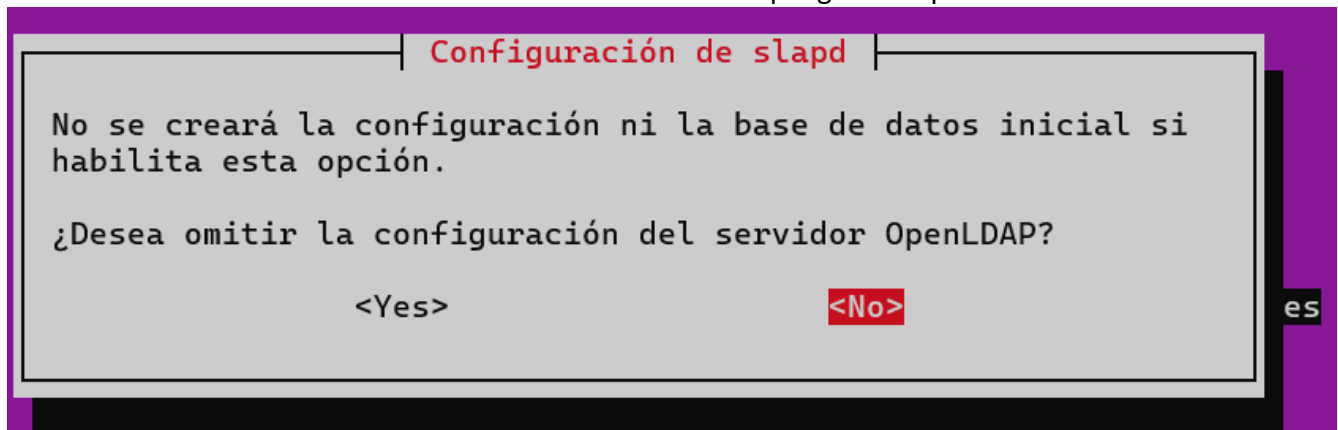 Configuración de slapd
No se creará la configuración ni la base de datos inicial si
habilita esta opción.
¿Desea omitir la configuración del servidor OpenLDAP?
<Yes> <No>
es